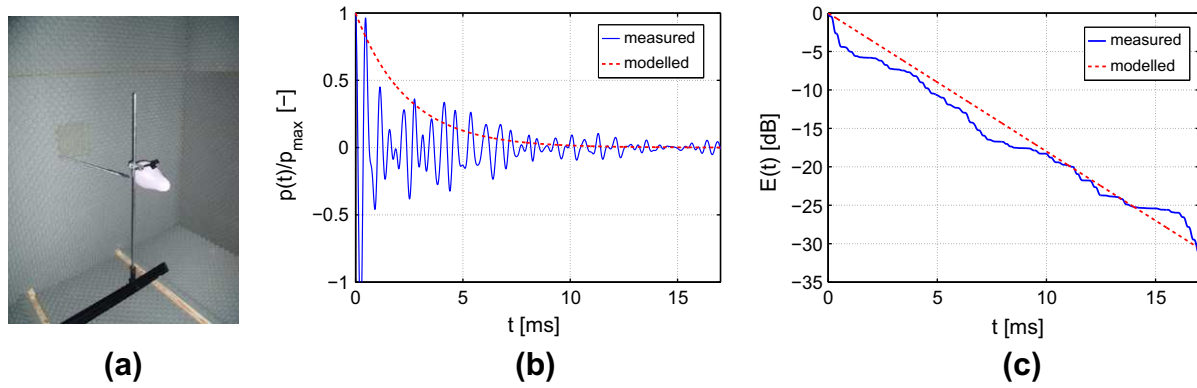 1
0.5
0
−0.5
−1
p(t)/pmax [−]
measured
modelled
0 5 10 15
t [ms]
0
−5
−10
−15
−20
−25
−30
−35
E(t) [dB]
measured
modelled
0 5 10 15
t [ms]
(a) (b) (c)